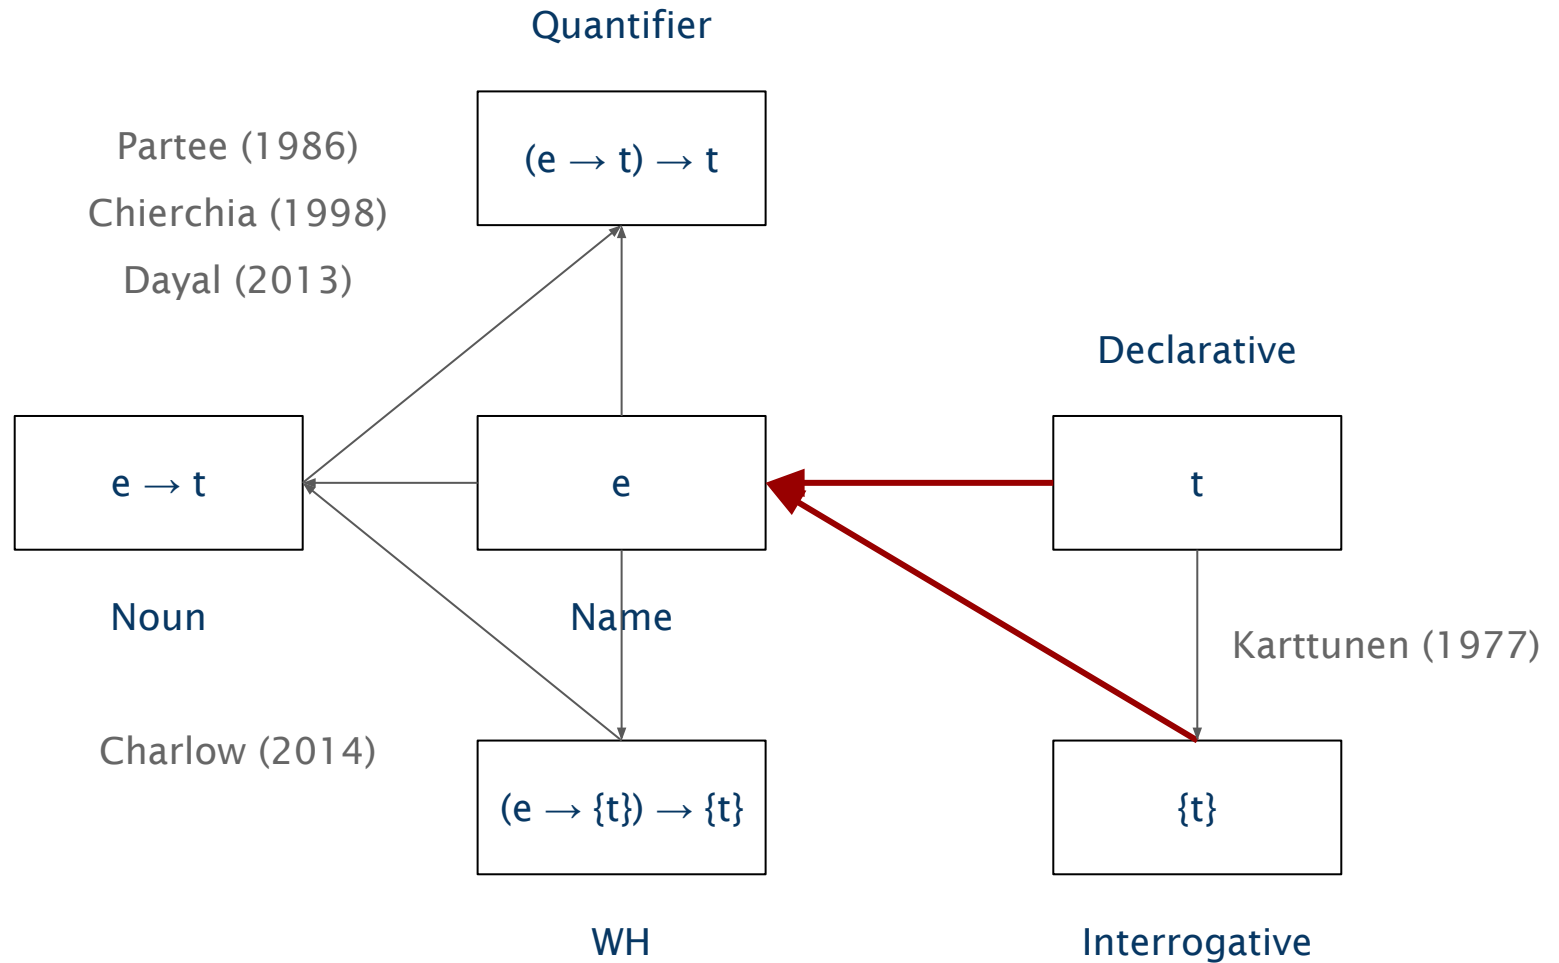 Quantifier
Partee (1986)
(e → t) → t
Chierchia (1998)
Dayal (2013)
Declarative
e → t
e
t
Noun
Name
Karttunen (1977)
Charlow (2014)
(e → {t}) → {t}
{t}
WH
Interrogative